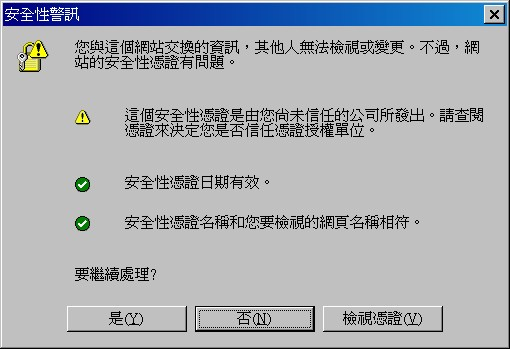 安全性警訊
您與這個網站交換的資訊，其他人無法檢視或變更。不過，網
站的安全性憑證有問題。
這個安全性憑證是由您尚未信任的公司所發出。請查閱
憑證來決定您是否信任憑證授權單位。
安全性憑證日期有效。
安全性憑證名稱和您要檢視的網頁名稱相符。
要繼續處理?
是(Y) 否(N) 檢視憑證(V)